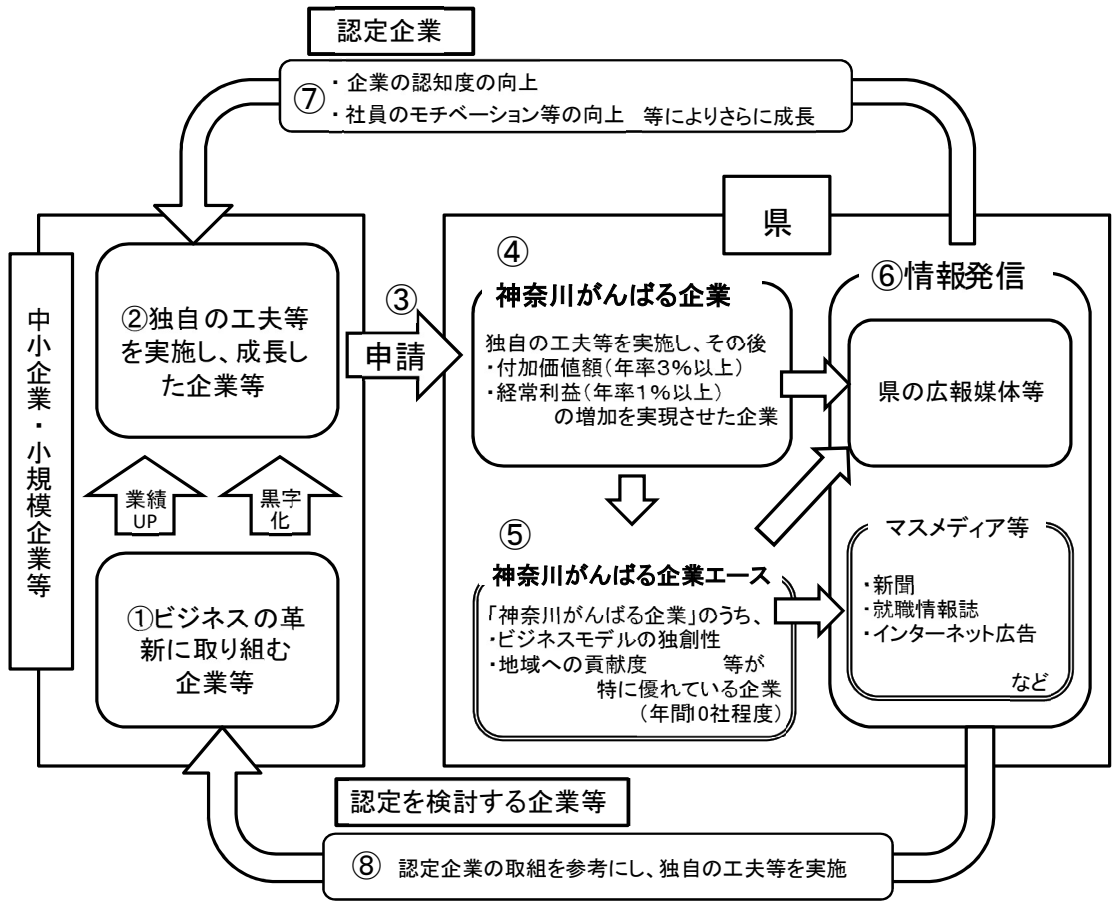 認定企業
⑦
・ 企業の認知度の向上
・社員のモチベーション等の向上　等によりさらに成長
県
中小企業・小規模企業等
②独自の工夫等
を実施し、成長し
た企業等
③
申請
業績
UP
黒字
化
①ビジネスの革
新に取り組む
企業等
④
神奈川がんばる企業
独自の工夫等を実施し、その後
・付加価値額（年率３％以上）
・経常利益（年率１％以上）
の増加を実現させた企業
⑤
神奈川がんばる企業エース
「神奈川がんばる企業」のうち、
・ビジネスモデルの独創性
・地域への貢献度　　等が
特に優れている企業
（年間10社程度）
⑥情報発信
県の広報媒体等
マスメディア等
・新聞
・就職情報誌
・インターネット広告
など
認定を検討する企業等
⑧　認定企業の取組を参考にし、独自の工夫等を実施